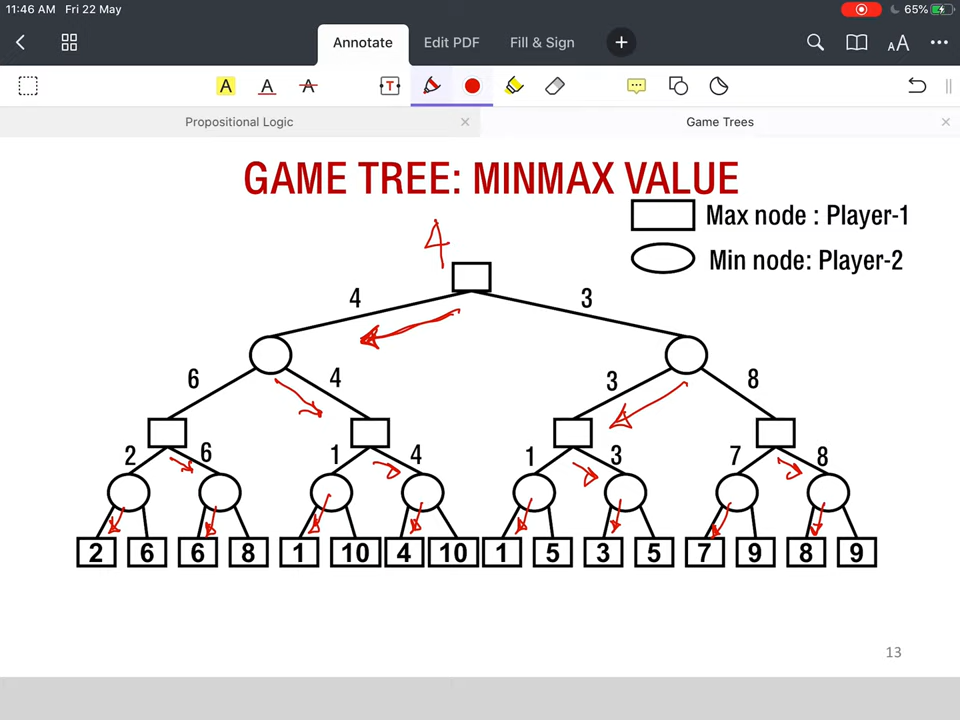 11:46 AM Fri 22 May 65%
Annotate Edit PDF Fill & Sign + AA
A A A T
Propositional Logic × Game Trees ×
GAME TREE: MINMAX VALUE
Max node : Player-1
Min node: Player-2
4
4 3
6 4 3 8
2 6 1 4 1 3 7 8
2 6 6 8 1 10 4 10 1 5 3 5 7 9 8 9
13